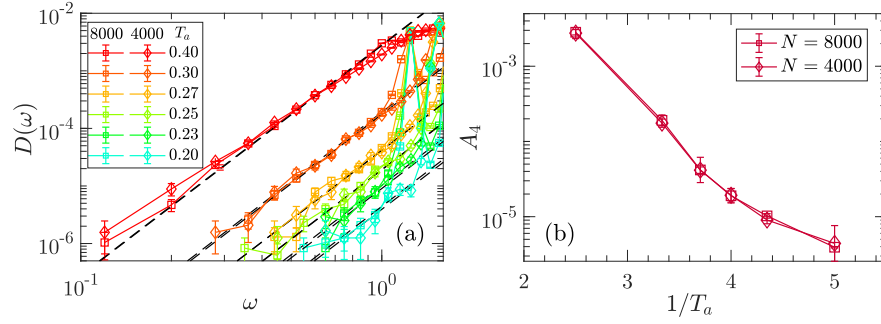 10^{-2}
10^{-4}
10^{-6}
D(ω)
8000 4000 T_a
0.40
0.30
0.27
0.25
0.23
0.20
(a)
10^{-1}
10^{0}
ω
10^{-3}
10^{-5}
A_4
N = 8000
N = 4000
(b)
2 3 4 5
1/T_a